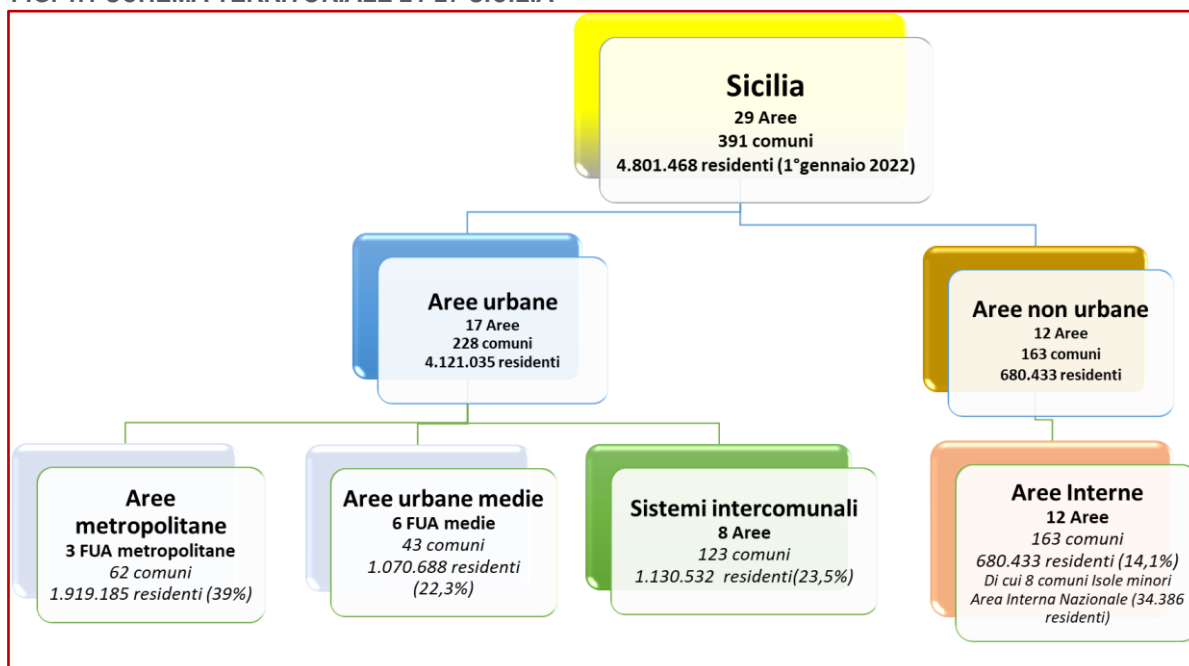 Sicilia
29 Aree
391 comuni
4.801.468 residenti (1°gennaio 2022)
Aree urbane
17 Aree
228 comuni
4.121.035 residenti
Aree non urbane
12 Aree
163 comuni
680.433 residenti
Aree
metropolitane
3 FUA metropolitane
62 comuni
1.919.185 residenti (39%)
Aree urbane medie
6 FUA medie
43 comuni
1.070.688 residenti
(22,3%)
Sistemi intercomunali
8 Aree
123 comuni
1.130.532 residenti(23,5%)
Aree Interne
12 Aree
163 comuni
680.433 residenti (14,1%)
Di cui 8 comuni Isole minori
Area Interna Nazionale (34.386
residenti)